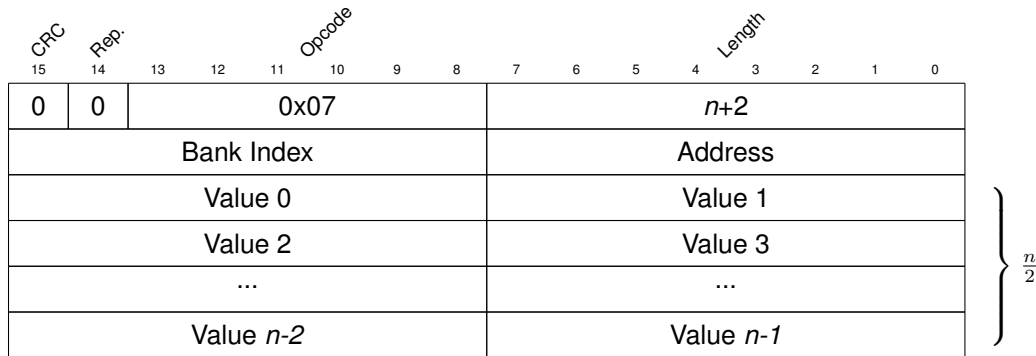 CRC Rep. Opcode Length
15 14 13 12 11 10 9 8 7 6 5 4 3 2 1 0
0 0 0x07 n+2
Bank Index Address
Value 0 Value 1
Value 2 Value 3
... ...
Value n-2 Value n-1
n/2